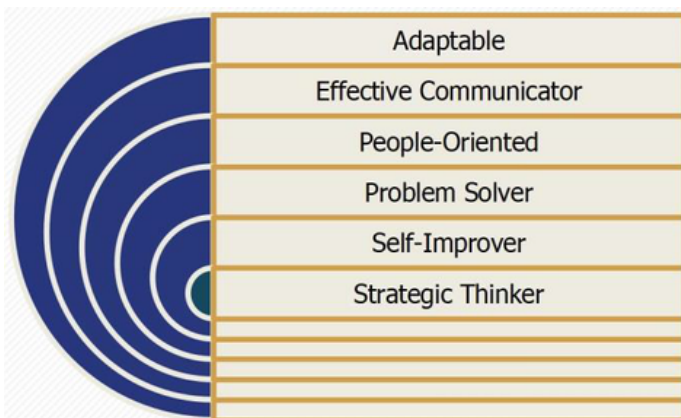 Adaptable
Effective Communicator
People-Oriented
Problem Solver
Self-Improver
Strategic Thinker